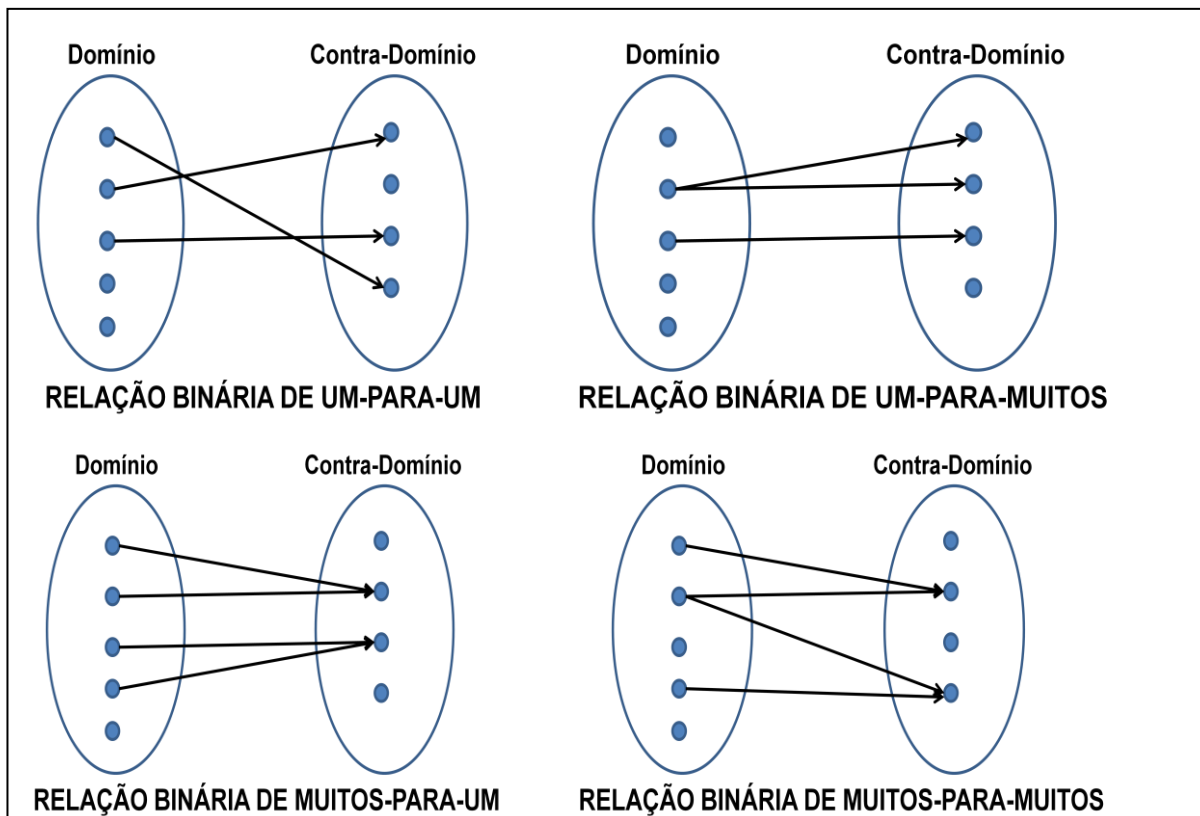 Domínio
Contra-Domínio
RELAÇÃO BINÁRIA DE UM-PARA-UM
Domínio
Contra-Domínio
RELAÇÃO BINÁRIA DE UM-PARA-MUITOS
Domínio
Contra-Domínio
RELAÇÃO BINÁRIA DE MUITOS-PARA-UM
Domínio
Contra-Domínio
RELAÇÃO BINÁRIA DE MUITOS-PARA-MUITOS